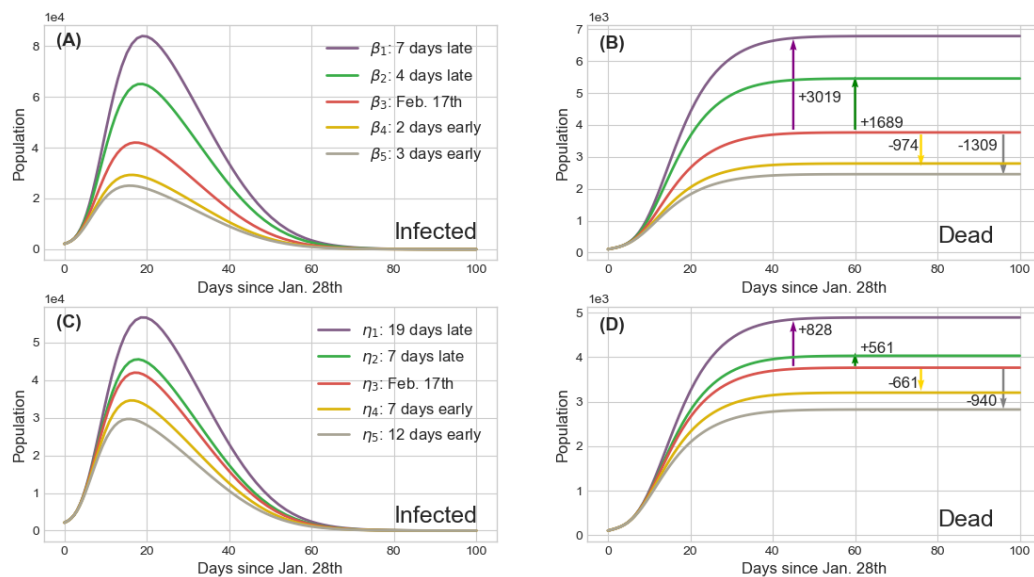 1e4
(A)
8
6
4
2
0
Population
β1: 7 days late
β2: 4 days late
β3: Feb. 17th
β4: 2 days early
β5: 3 days early
Infected
0 20 40 60 80 100
Days since Jan. 28th
1e3
(B)
7
6
5
4
3
2
1
0
Population
+3019
+1689
-974
-1309
Dead
0 20 40 60 80 100
Days since Jan. 28th
1e4
(C)
5
4
3
2
1
0
Population
η1: 19 days late
η2: 7 days late
η3: Feb. 17th
η4: 7 days early
η5: 12 days early
Infected
0 20 40 60 80 100
Days since Jan. 28th
1e3
(D)
5
4
3
2
1
0
Population
+828
+561
-661
-940
Dead
0 20 40 60 80 100
Days since Jan. 28th